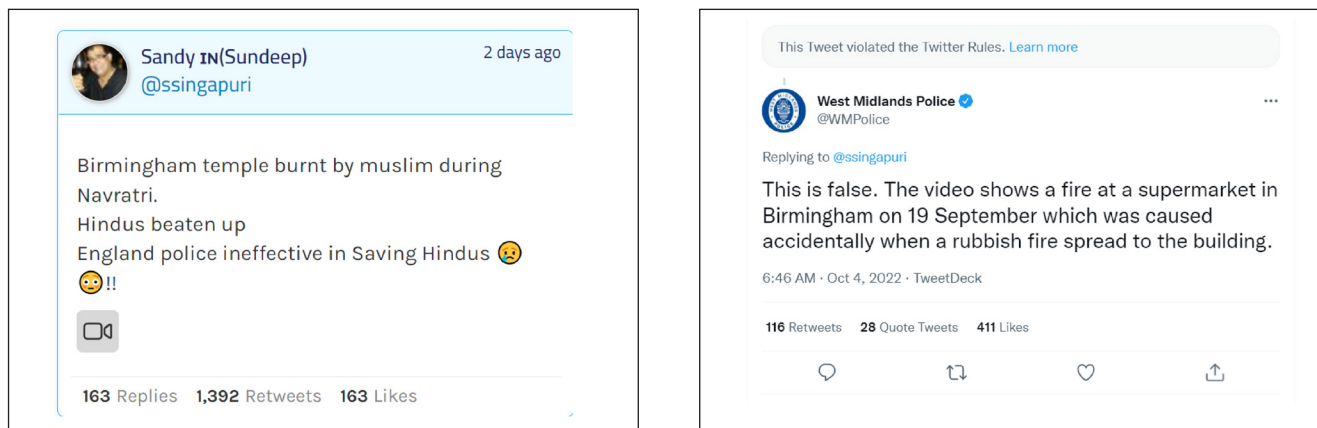 Sandy IN(Sundeep)
2 days ago
@ssingapuri
Birmingham temple burnt by muslim during
Navratri.
Hindus beaten up
England police ineffective in Saving Hindus 😢
😳!!
163 Replies 1,392 Retweets 163 Likes
This Tweet violated the Twitter Rules. Learn more
West Midlands Police
@WMPolice
Replying to @ssingapuri
This is false. The video shows a fire at a supermarket in
Birmingham on 19 September which was caused
accidentally when a rubbish fire spread to the building.
6:46 AM · Oct 4, 2022 · TweetDeck
116 Retweets 28 Quote Tweets 411 Likes